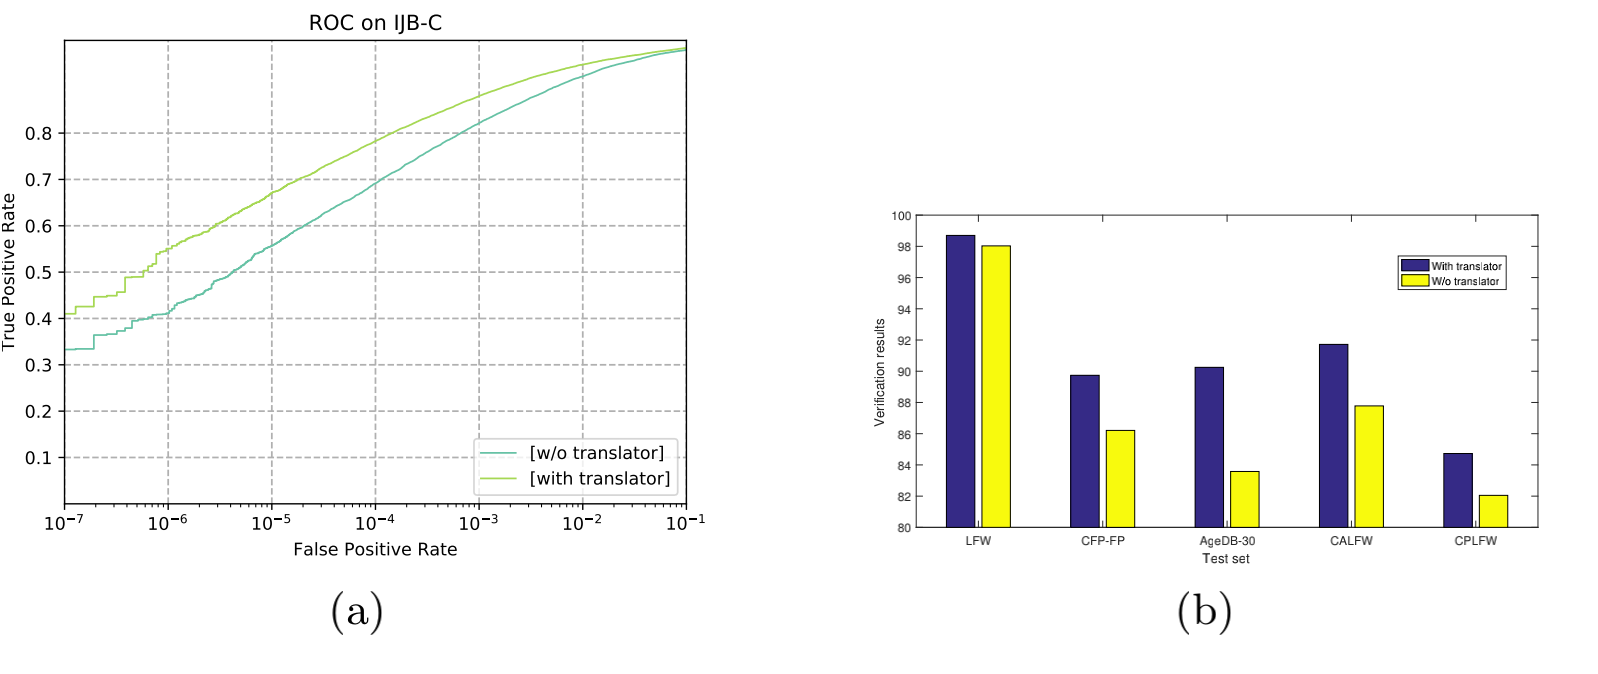 ROC on IJB-C
True Positive Rate
0.8
0.7
0.6
0.5
0.4
0.3
0.2
0.1
[w/o translator]
[with translator]
10⁻⁷ 10⁻⁶ 10⁻⁵ 10⁻⁴ 10⁻³ 10⁻² 10⁻¹
False Positive Rate
(a)
Verification results
100
98
96
94
92
90
88
86
84
82
80
With translator
W/o translator
LFW CFP-FP AgeDB-30 CALFW CPLFW
Test set
(b)